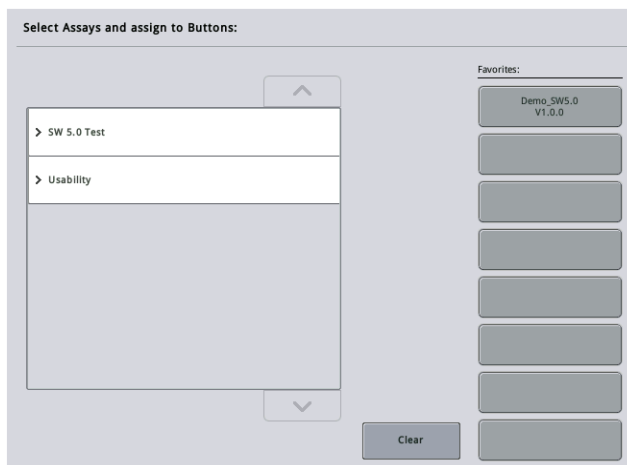 Select Assays and assign to Buttons:
Favorites:
Demo_SW5.0
V1.0.0
SW 5.0 Test
Usability
Clear